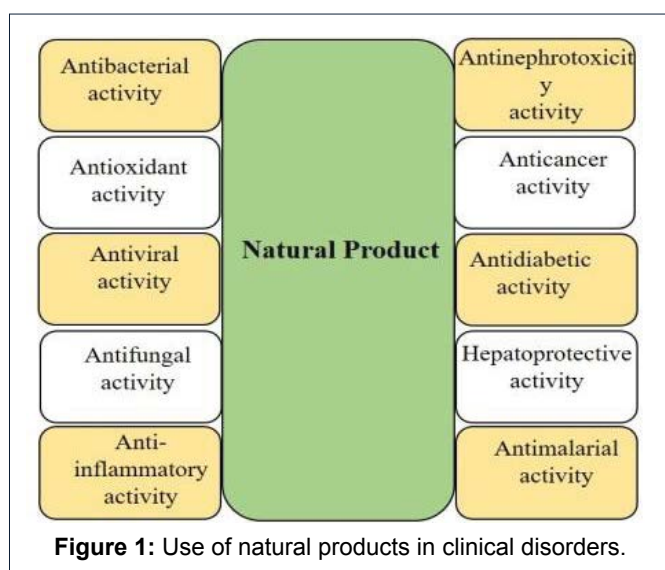 Antibacterial
activity
Antioxidant
activity
Antiviral
activity
Antifungal
activity
Anti-
inflammatory
activity
Natural Product
Antinephrotoxicit
y
activity
Anticancer
activity
Antidiabetic
activity
Hepatoprotective
activity
Antimalarial
activity
Figure 1: Use of natural products in clinical disorders.